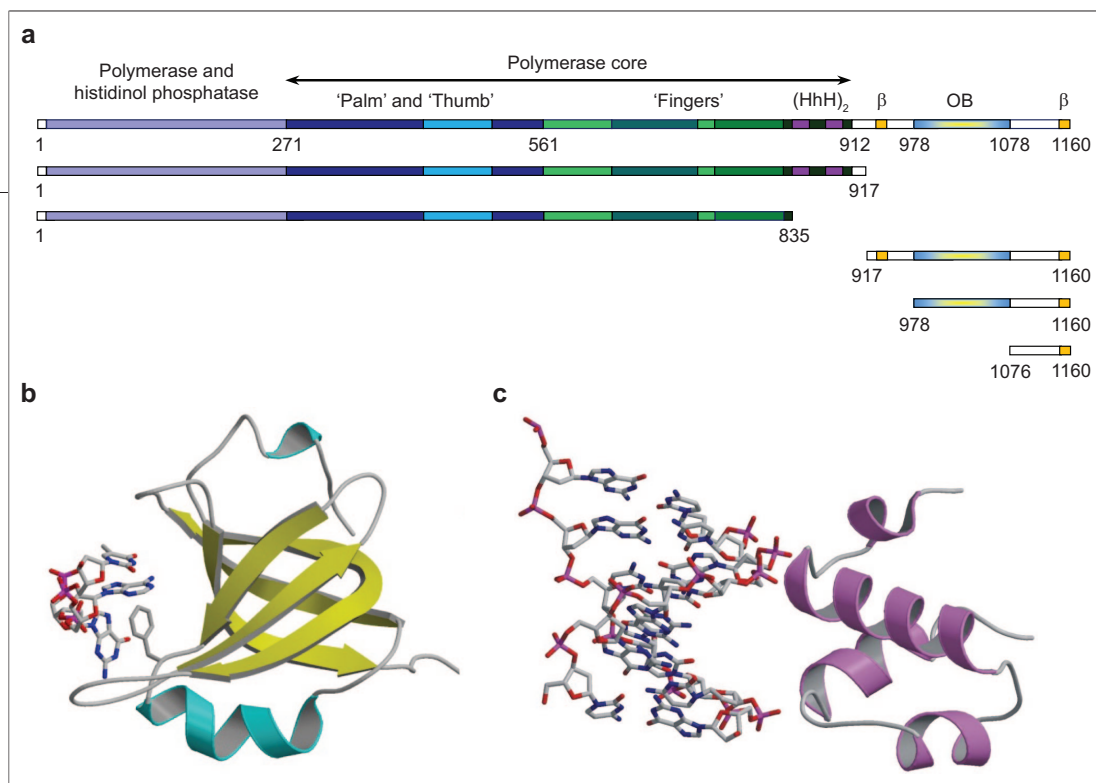 a
Polymerase core
Polymerase and
histidinol phosphatase
'Palm' and 'Thumb' 'Fingers' (HhH)2 β OB β
1 271 561 912 978 1078 1160
1 917
1 835
917 1160
978 1160
1076 1160
b c